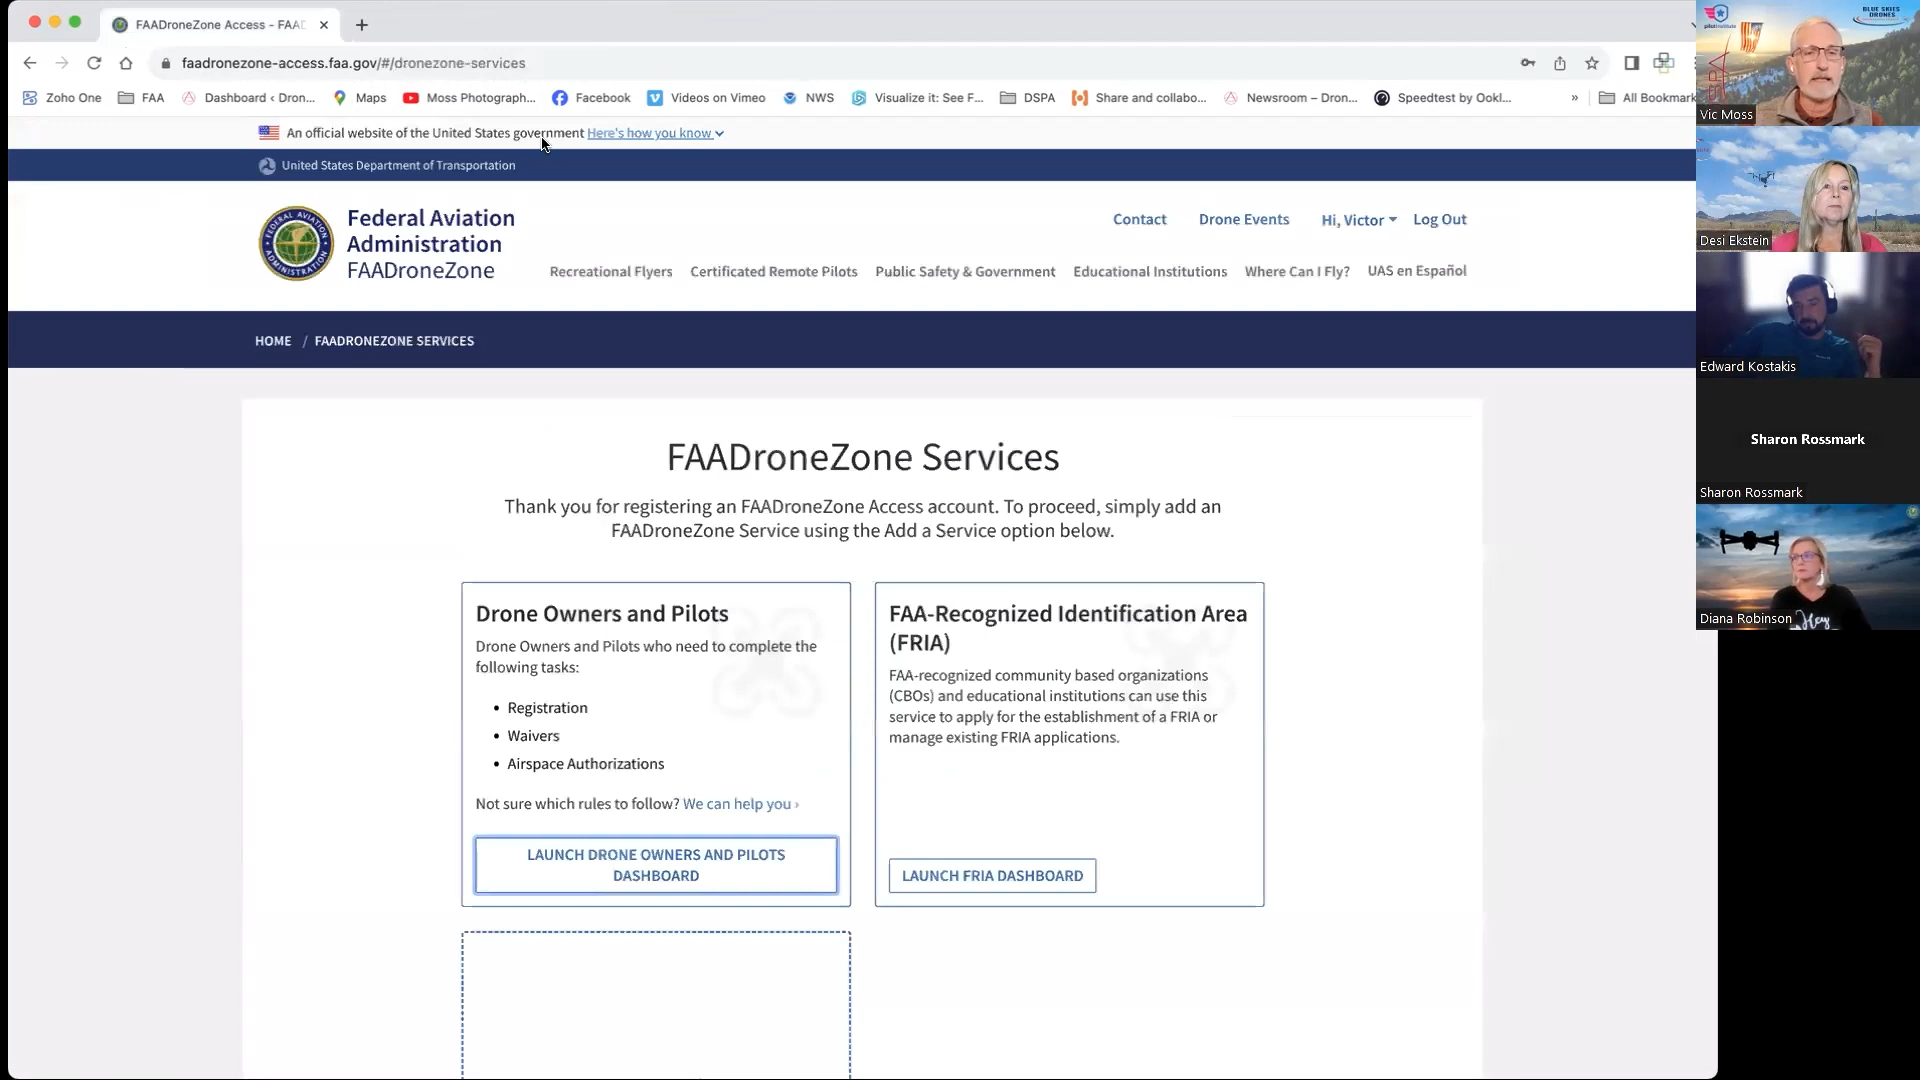 FAADroneZone Access - FAAD
faadronezone-access.faa.gov/#/dronezone-services
Zoho One
FAA
Dashboard ‹ Dron...
Maps
Moss Photograph...
Facebook
Videos on Vimeo
NWS
Visualize it: See F...
DSPA
Share and collabo...
Newsroom – Dron...
Speedtest by Ookl...
»
All Bookmark
An official website of the United States government Here's how you know
United States Department of Transportation
Federal Aviation
Administration
FAADroneZone
Contact
Drone Events
Hi, Victor
Log Out
Recreational Flyers
Certificated Remote Pilots
Public Safety & Government
Educational Institutions
Where Can I Fly?
UAS en Español
HOME / FAADRONEZONE SERVICES
FAADroneZone Services
Thank you for registering an FAADroneZone Access account. To proceed, simply add an
FAADroneZone Service using the Add a Service option below.
Drone Owners and Pilots
Drone Owners and Pilots who need to complete the
following tasks:
• Registration
• Waivers
• Airspace Authorizations
Not sure which rules to follow? We can help you ›
LAUNCH DRONE OWNERS AND PILOTS
DASHBOARD
FAA-Recognized Identification Area
(FRIA)
FAA-recognized community based organizations
(CBOs) and educational institutions can use this
service to apply for the establishment of a FRIA or
manage existing FRIA applications.
LAUNCH FRIA DASHBOARD
BLUE SKIES
DRONES
Vic Moss
Desi Ekstein
Edward Kostakis
Sharon Rossmark
Sharon Rossmark
Hey
Diana Robinson